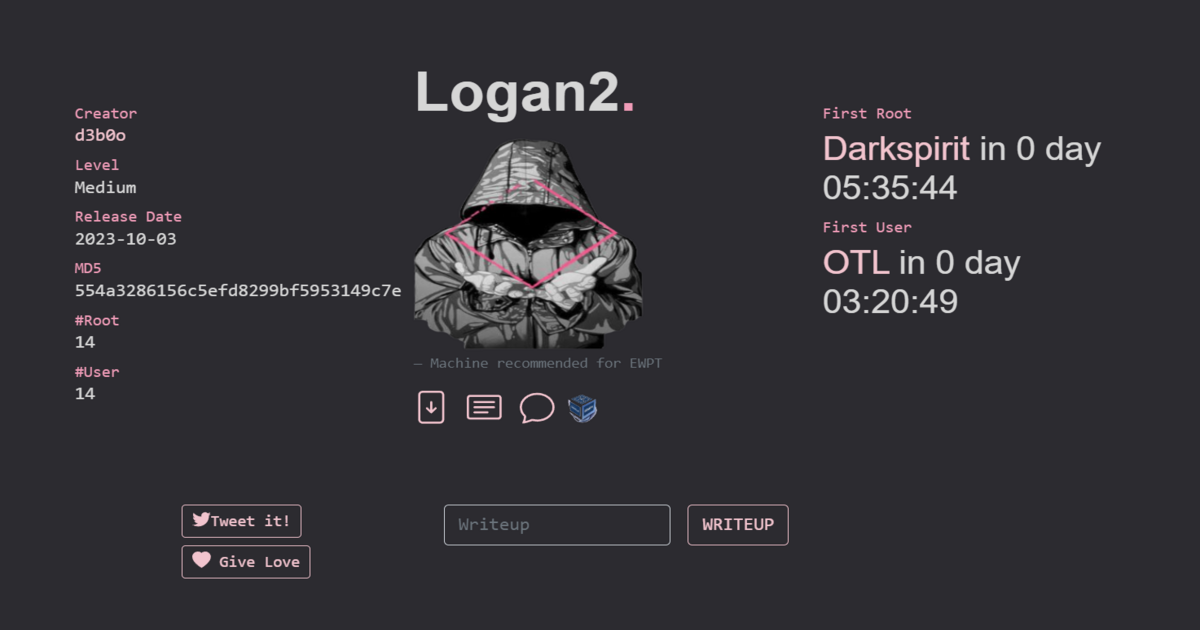 Creator
d3b0o
Level
Medium
Release Date
2023-10-03
MD5
554a3286156c5efd8299bf5953149c7e
#Root
14
#User
14
Logan2.
— Machine recommended for EWPT
First Root
Darkspirit in 0 day
05:35:44
First User
OTL in 0 day
03:20:49
Tweet it!
Give Love
Writeup
WRITEUP